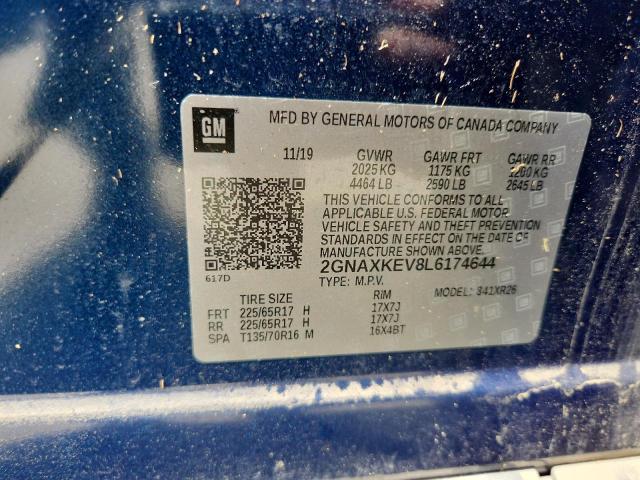 GM
MFD BY GENERAL MOTORS OF CANADA COMPANY
11/19 GVWR GAWR FRT GAWR RR
2025 KG 1175 KG 1200 KG
4464 LB 2590 LB 2645 LB
THIS VEHICLE CONFORMS TO ALL
APPLICABLE U.S. FEDERAL MOTOR
VEHICLE SAFETY AND THEFT PREVENTION
STANDARDS IN EFFECT ON THE DATE OF
MANUFACTURE SHOWN ABOVE.
2GNAXKEV8L6174644
617D TYPE: M.P.V. MODEL: 341XR26
TIRE SIZE RIM
FRT 225/65R17 H 17X7J
RR 225/65R17 H 17X7J
SPA T135/70R16 M 16X4BT